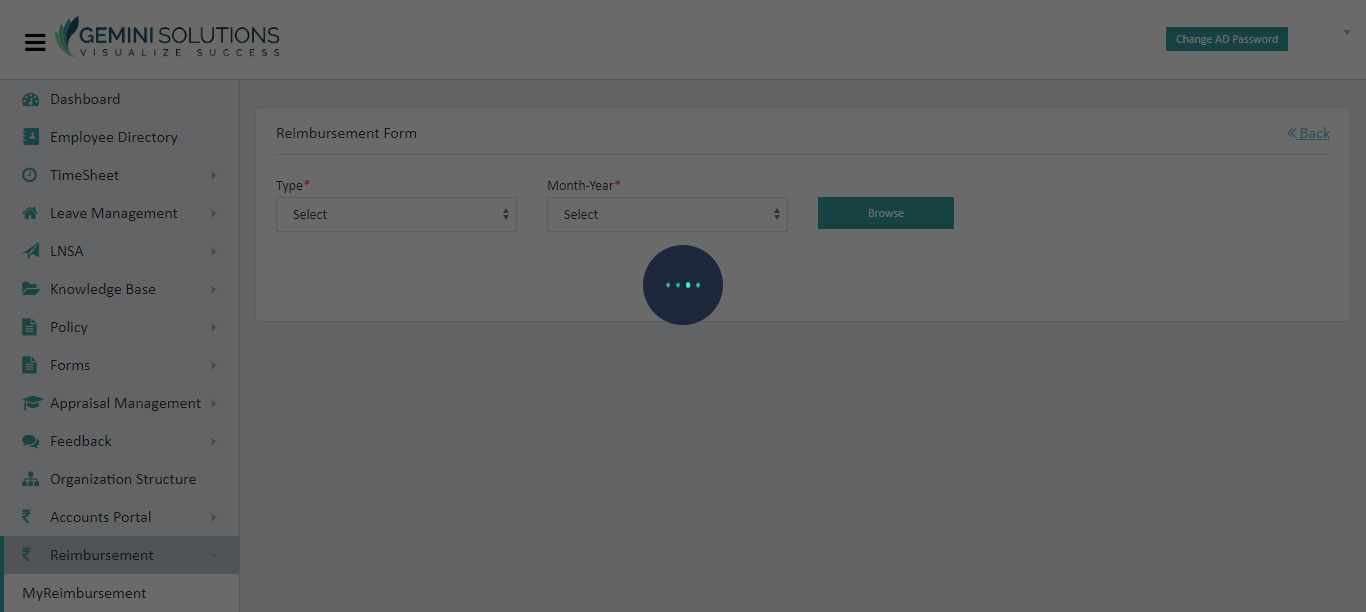 GEMINI SOLUTIONS
VISUALIZE SUCCESS
Change AD Password
Dashboard
Employee Directory
TimeSheet
Leave Management
LNSA
Knowledge Base
Policy
Forms
Appraisal Management
Feedback
Organization Structure
Accounts Portal
₹ Reimbursement
MyReimbursement
Reimbursement Form
« Back
Type*
Month-Year*
Select
Select
Browse